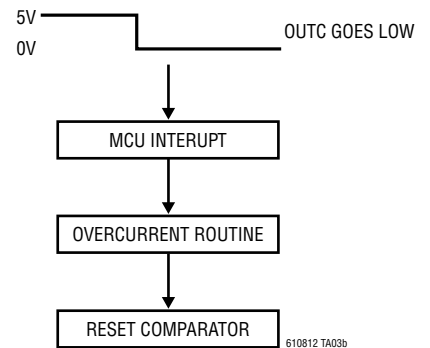 5V
0V
OUTC GOES LOW
MCU INTERUPT
OVERCURRENT ROUTINE
RESET COMPARATOR
610812 TA03b